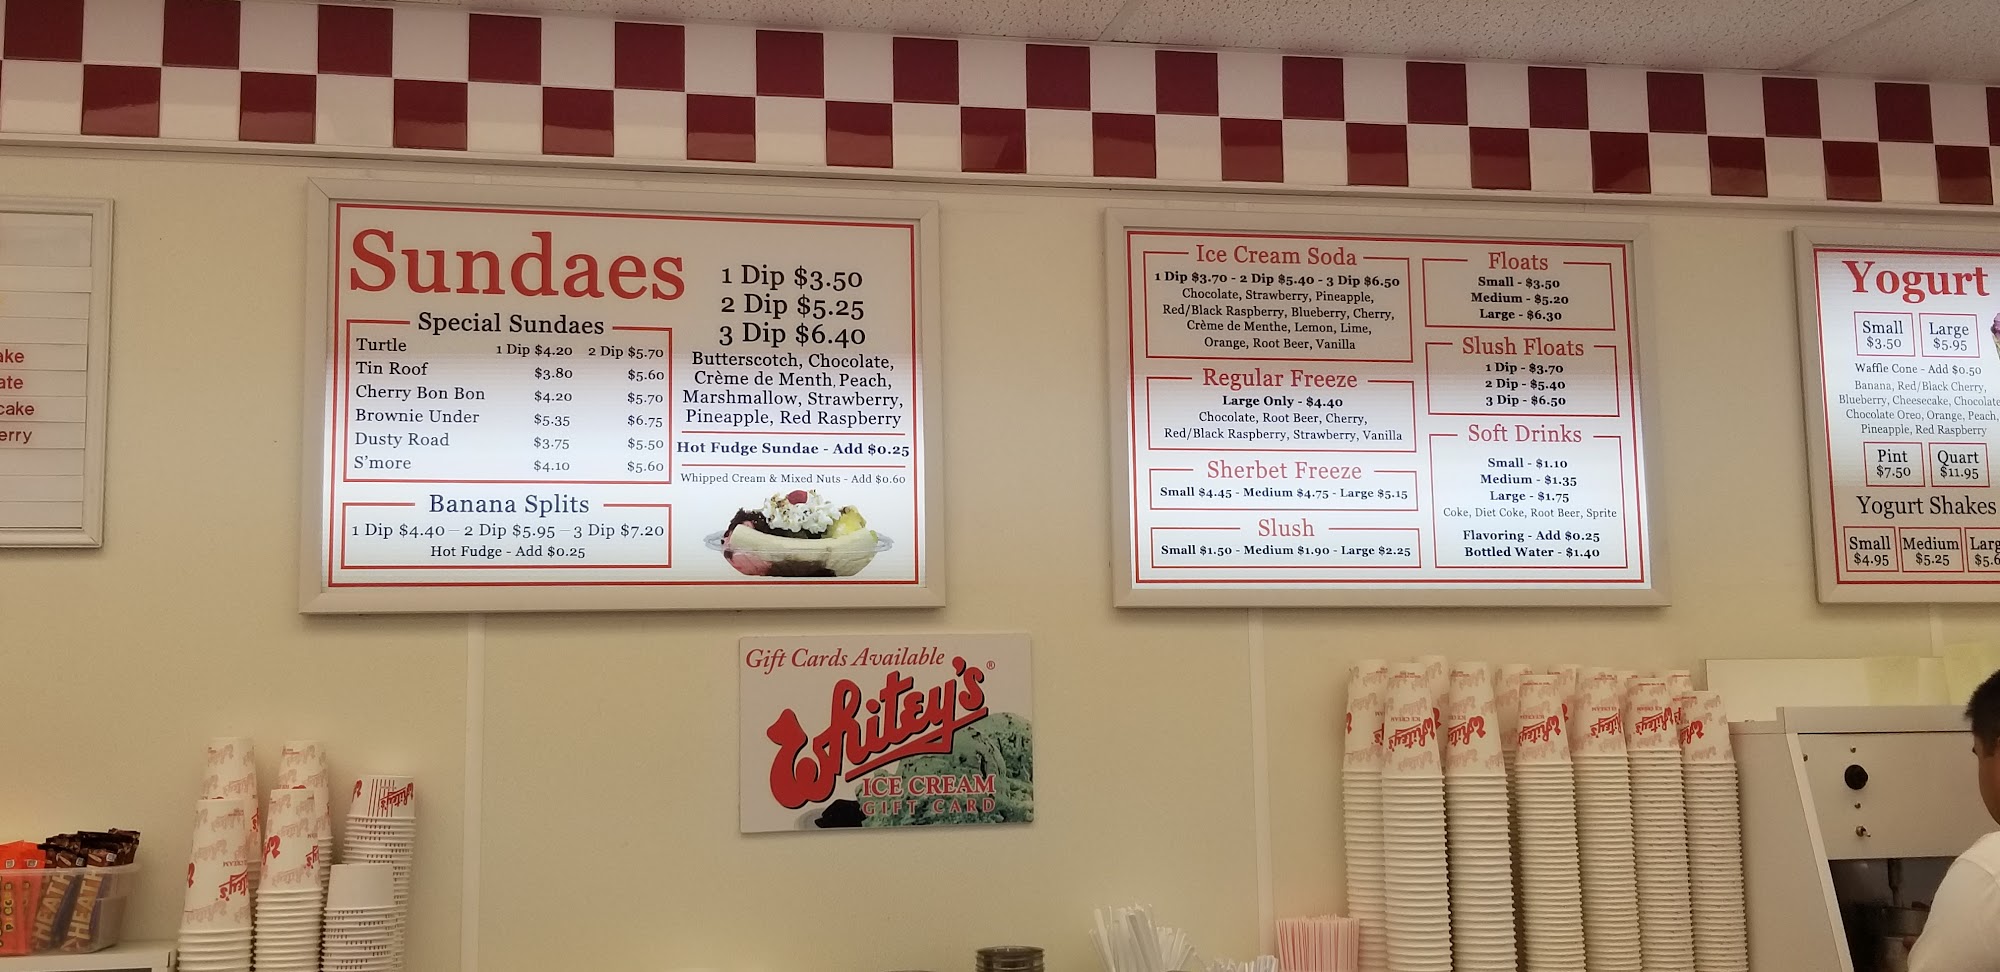 ake
ate
cake
erry
Sundaes
1 Dip $3.50
2 Dip $5.25
3 Dip $6.40
Butterscotch, Chocolate,
Crème de Menth, Peach,
Marshmallow, Strawberry,
Pineapple, Red Raspberry
Hot Fudge Sundae - Add $0.25
Whipped Cream & Mixed Nuts - Add $0.60
Special Sundaes
Turtle 1 Dip $4.20 2 Dip $5.70
Tin Roof $3.80 $5.60
Cherry Bon Bon $4.20 $5.70
Brownie Under $5.35 $6.75
Dusty Road $3.75 $5.50
S'more $4.10 $5.60
Banana Splits
1 Dip $4.40 – 2 Dip $5.95 – 3 Dip $7.20
Hot Fudge - Add $0.25
Ice Cream Soda
1 Dip $3.70 - 2 Dip $5.40 - 3 Dip $6.50
Chocolate, Strawberry, Pineapple,
Red/Black Raspberry, Blueberry, Cherry,
Crème de Menthe, Lemon, Lime,
Orange, Root Beer, Vanilla
Regular Freeze
Large Only - $4.40
Chocolate, Root Beer, Cherry,
Red/Black Raspberry, Strawberry, Vanilla
Sherbet Freeze
Small $4.45 - Medium $4.75 - Large $5.15
Slush
Small $1.50 - Medium $1.90 - Large $2.25
Floats
Small - $3.50
Medium - $5.20
Large - $6.30
Slush Floats
1 Dip - $3.70
2 Dip - $5.40
3 Dip - $6.50
Soft Drinks
Small - $1.10
Medium - $1.35
Large - $1.75
Coke, Diet Coke, Root Beer, Sprite
Flavoring - Add $0.25
Bottled Water - $1.40
Yogurt
Small $3.50
Large $5.95
Waffle Cone - Add $0.50
Banana, Red/Black Cherry,
Blueberry, Cheesecake, Chocolate
Chocolate Oreo, Orange, Peach,
Pineapple, Red Raspberry
Pint $7.50
Quart $11.95
Yogurt Shakes
Small $4.95
Medium $5.25
Larg $5.6
Gift Cards Available
Whitey's®
ICE CREAM
GIFT CARD
HEATH
HEATH
Whitey's
Whitey's
Whitey's
Whitey's
Whitey's
Whitey's